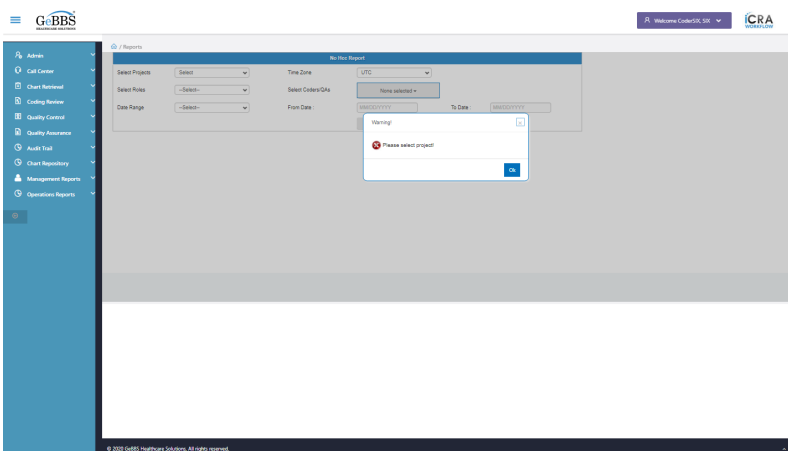 GeBBS
HEALTHCARE SOLUTIONS
Welcome CoderSIX, SIX
iCRA
WORKFLOW
/ Reports
Admin
Call Center
Chart Retrieval
Coding Review
Quality Control
Quality Assurance
Audit Trail
Chart Repository
Management Reports
Operations Reports
No Hoc Report
Select Projects
Select
Time Zone
UTC
Select Roles
--Select--
Select Coders/QAs
None selected
Date Range
--Select--
From Date :
MM/DD/YYYY
To Date :
MM/DD/YYYY
Warning!
x
Please select project!
Ok
© 2020 GeBBS Healthcare Solutions. All rights reserved.